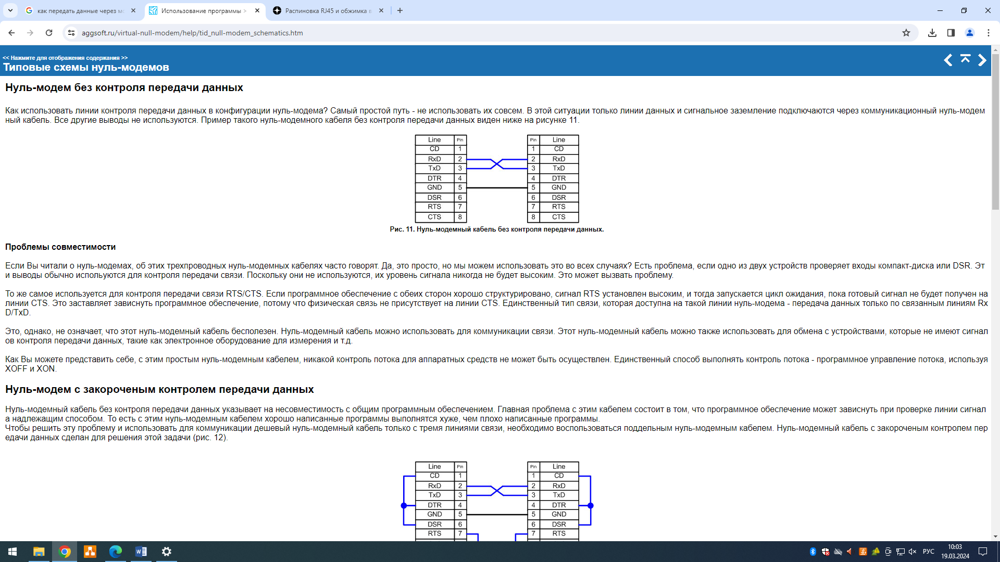 как передать данные через мо
Использование программы >
Распиновка RJ45 и обжимка в
aggsoft.ru/virtual-null-modem/help/tid_null-modem_schematics.htm
<< Нажмите для отображения содержания >>
Типовые схемы нуль-модемов
Нуль-модем без контроля передачи данных
Как использовать линии контроля передачи данных в конфигурации нуль-модема? Самый простой путь - не использовать их совсем. В этой ситуации только линии данных и сигнальное заземление подключаются через коммуникационный нуль-модем
ный кабель. Все другие выводы не используются. Пример такого нуль-модемного кабеля без контроля передачи данных виден ниже на рисунке 11.
Line Pin Pin Line
CD 1 1 CD
RxD 2 2 RxD
TxD 3 3 TxD
DTR 4 4 DTR
GND 5 5 GND
DSR 6 6 DSR
RTS 7 7 RTS
CTS 8 8 CTS
Рис. 11. Нуль-модемный кабель без контроля передачи данных.
Проблемы совместимости
Если Вы читали о нуль-модемах, об этих трехпроводных нуль-модемных кабелях часто говорят. Да, это просто, но мы можем использовать это во всех случаях? Есть проблема, если одно из двух устройств проверяет входы компакт-диска или DSR. Эт
и выводы обычно испольуются для контроля передачи связи. Поскольку они не используются, их уровень сигнала никогда не будет высоким. Это может вызвать проблему.
То же самое используется для контроля передачи связи RTS/CTS. Если программное обеспечение с обеих сторон хорошо структурировано, сигнал RTS установлен высоким, и тогда запускается цикл ожидания, пока готовый сигнал не будет получен на
линии CTS. Это заставляет зависнуть программное обеспечение, потому что физическая связь не присутствует на линии CTS. Единственный тип связи, которая доступна на такой линии нуль-модема - передача данных только по связанным линиям Rx
D/TxD.
Это, однако, не означает, что этот нуль-модемный кабель бесполезен. Нуль-модемный кабель можно использовать для коммуникации связи. Этот нуль-модемный кабель можно также использовать для обмена с устройствами, которые не имеют сигнал
ов контроля передачи данных, такие как электронное оборудование для измерения и т.д.
Как Вы можете представить себе, с этим простым нуль-модемным кабелем, никакой контроль потока для аппаратных средств не может быть осуществлен. Единственный способ выполнять контроль потока - программное управление потока, используя
XOFF и XON.
Нуль-модем с закороченым контролем передачи данных
Нуль-модемный кабель без контроля передачи данных указывает на несовместимость с общим программным обеспечением. Главная проблема с этим кабелем состоит в том, что программное обеспечение может зависнуть при проверке линии сигнал
а надлежащим способом. То есть с этим нуль-модемным кабелем хорошо написанные программы выполнятся хуже, чем плохо написанные программы.
Чтобы решить эту проблему и использовать для коммуникации дешевый нуль-модемный кабель только с тремя линиями связи, необходимо воспользоваться поддельным нуль-модемным кабелем. Нуль-модемный кабель с закороченым контролем пер
едачи данных сделан для решения этой задачи (рис. 12).
Line Pin Pin Line
CD 1 1 CD
RxD 2 2 RxD
TxD 3 3 TxD
DTR 4 4 DTR
GND 5 5 GND
DSR 6 6 DSR
RTS 7 7 RTS
РУС
10:03
19.03.2024